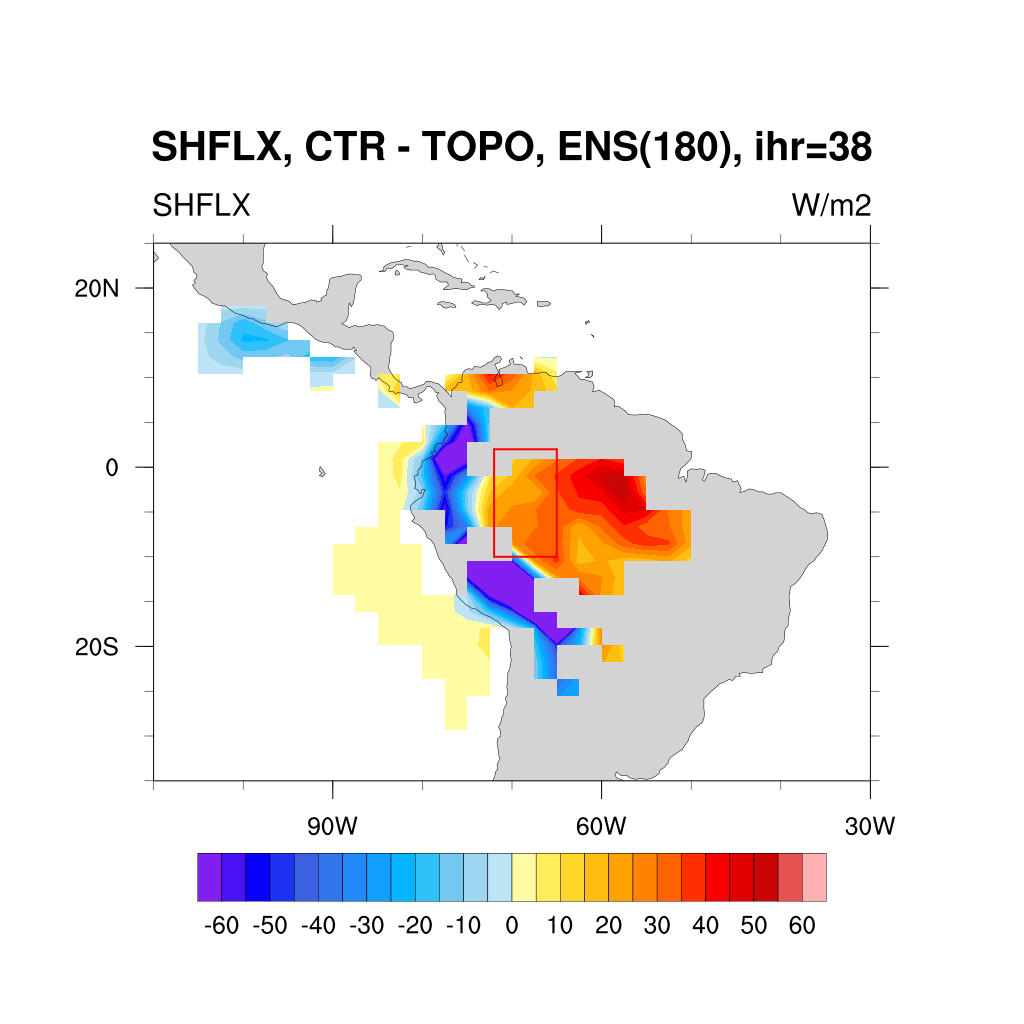 SHFLX, CTR - TOPO, ENS(180), ihr=38
SHFLX W/m2
20N
0
20S
90W 60W 30W
-60 -50 -40 -30 -20 -10 0 10 20 30 40 50 60